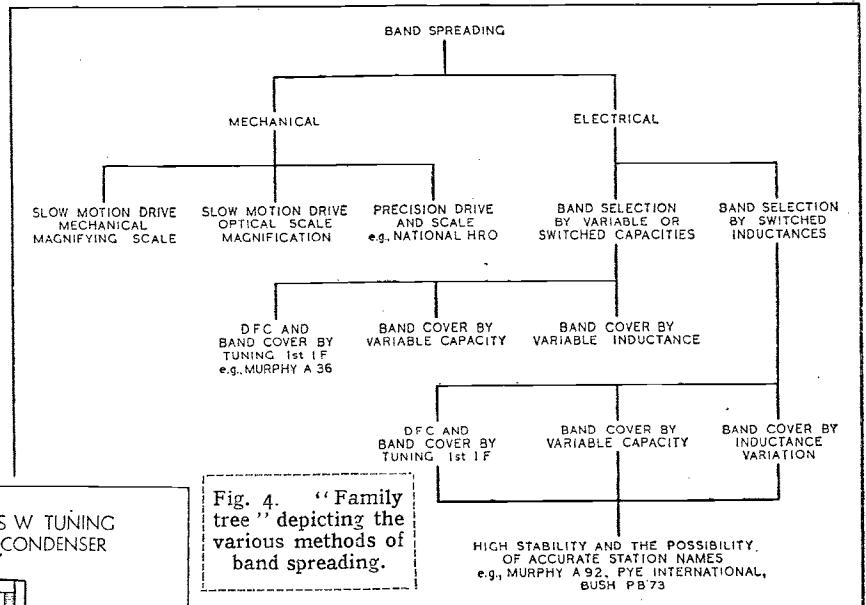 BAND SPREADING
MECHANICAL
ELECTRICAL
SLOW MOTION DRIVE
MECHANICAL
MAGNIFYING SCALE
SLOW MOTION DRIVE
OPTICAL SCALE
MAGNIFICATION
PRECISION DRIVE
AND SCALE
e.g., NATIONAL HRO
BAND SELECTION
BY VARIABLE OR
SWITCHED CAPACITIES
BAND SELECTION
BY SWITCHED
INDUCTANCES
DFC AND
BAND COVER BY
TUNING 1st IF
e.g., MURPHY A 36
BAND COVER BY
VARIABLE CAPACITY
BAND COVER BY
VARIABLE INDUCTANCE
DFC AND
BAND COVER BY
TUNING 1st IF
BAND COVER BY
VARIABLE CAPACITY
BAND COVER BY
INDUCTANCE
VARIATION
HIGH STABILITY AND THE POSSIBILITY
OF ACCURATE STATION NAMES
e.g., MURPHY A 92, PYE INTERNATIONAL,
BUSH PB 73
Fig. 4. "Family
tree" depicting the
various methods of
band spreading.
S W TUNING
CONDENSER